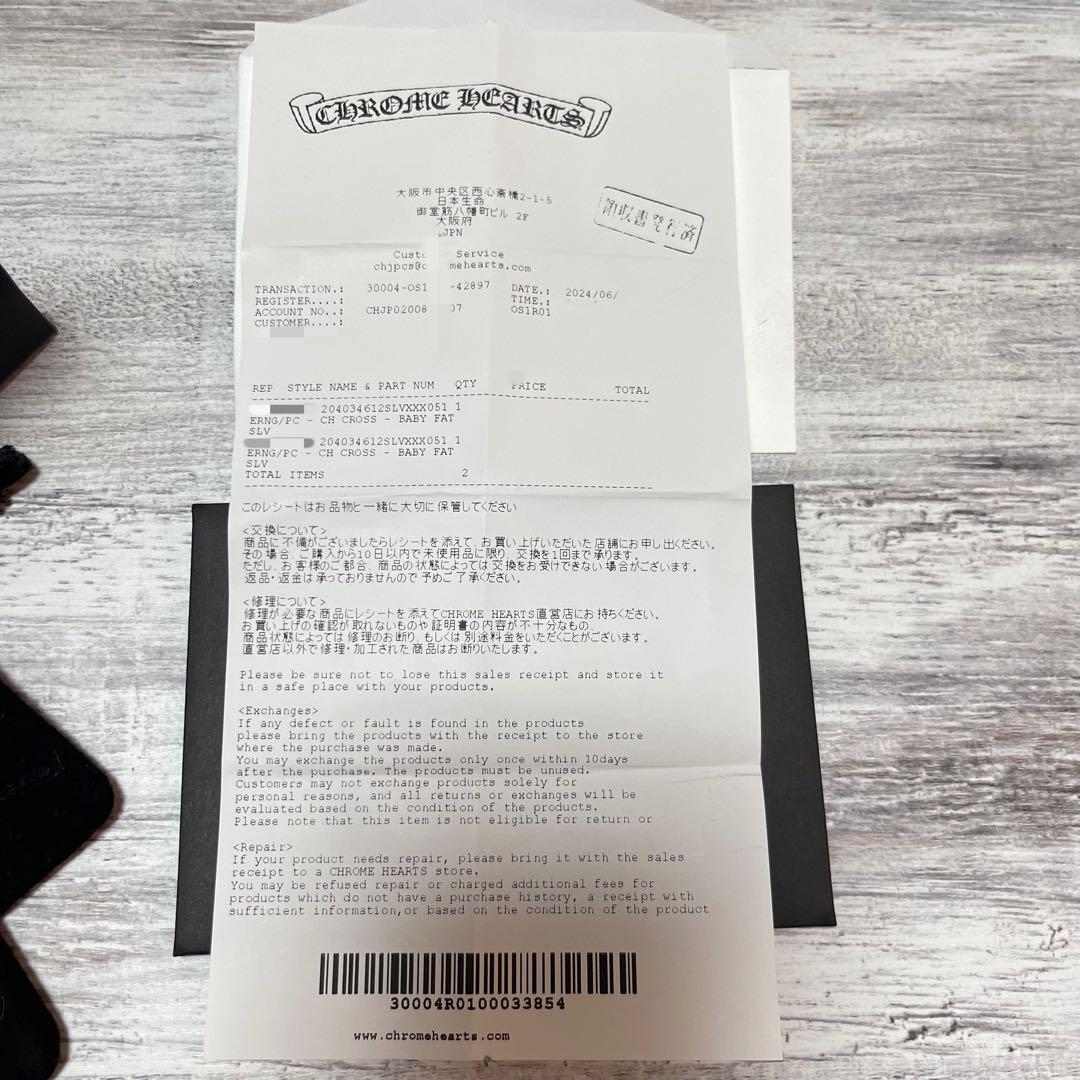 CHROME HEARTS
大阪市中央区西心斎橋2-1-5
日本生命
御堂筋八幡町ビル 2F
大阪府
JPN
領収書発行済
Service
chjpcs@c mehearts.com
TRANSACTION.: 30004-OS1 -42897 DATE.: 2024/06/
REGISTER....: TIME.:
ACCOUNT NO..: CHJP02008 07 OS1R01
CUSTOMER....:
REP STYLE NAME & PART NUM QTY PRICE TOTAL
204034612SLVXXX051 1
ERNG/PC - CH CROSS - BABY FAT
SLV
204034612SLVXXX051 1
ERNG/PC - CH CROSS - BABY FAT
SLV
TOTAL ITEMS 2
このレシートはお品物と一緒に大切に保管してください
<交換について>
商品に不備がございましたらレシートを添えて、お買い上げいただいた店舗にお申し出ください。
その場合、ご購入から10日以内で未使用品に限り、交換を1回まで承ります。
ただし、お客様のご都合、商品の状態によっては交換をお受けできない場合がございます。
返品・返金は承っておりませんので予めご了承ください。
<修理について>
修理が必要な商品にレシートを添えてCHROME HEARTS直営店にお持ちください。
お買い上げの確認が取れないものや証明書の内容が不十分なもの、
商品状態によっては修理のお断り、もしくは別途料金をいただくことがございます。
直営店以外で修理・加工された商品はお断りいたします。
Please be sure not to lose this sales receipt and store it
in a safe place with your products.
<Exchanges>
If any defect or fault is found in the products
please bring the products with the receipt to the store
where the purchase was made.
You may exchange the products only once within 10days
after the purchase. The products must be unused.
Customers may not exchange products solely for
personal reasons, and all returns or exchanges will be
evaluated based on the condition of the products.
Please note that this item is not eligible for return or
<Repair>
If your product needs repair, please bring it with the sales
receipt to a CHROME HEARTS store.
You may be refused repair or charged additional fees for
products which do not have a purchase history, a receipt with
sufficient information,or based on the condition of the product
30004R0100033854
www.chromehearts.com